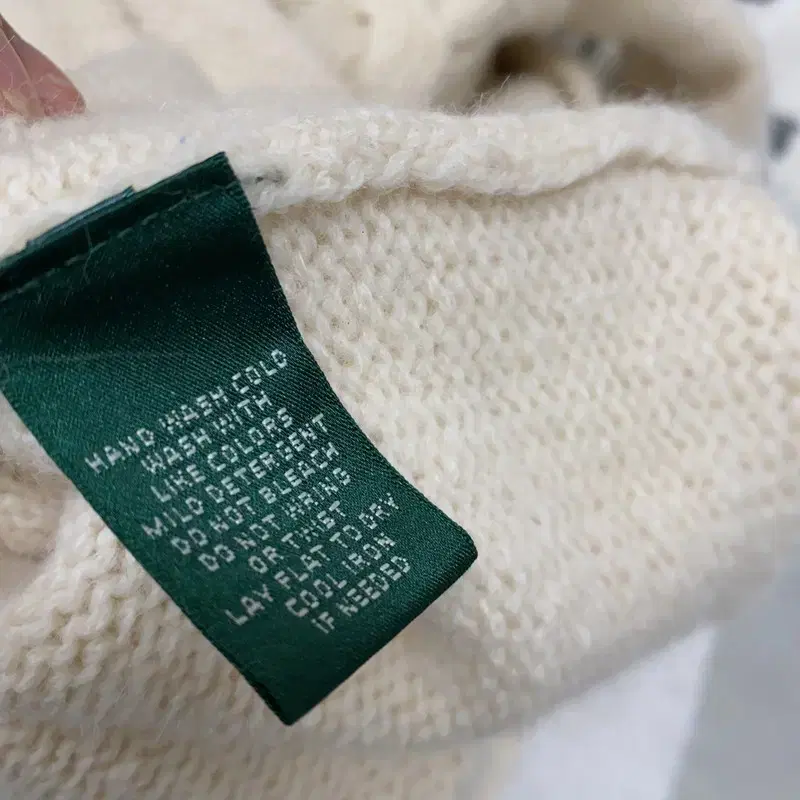 HAND WASH COLD
WASH WITH
LIKE COLORS
MILD DETERGENT
DO NOT BLEACH
DO NOT WRING
OR TWIST
LAY FLAT TO DRY
COOL IRON
IF NEEDED